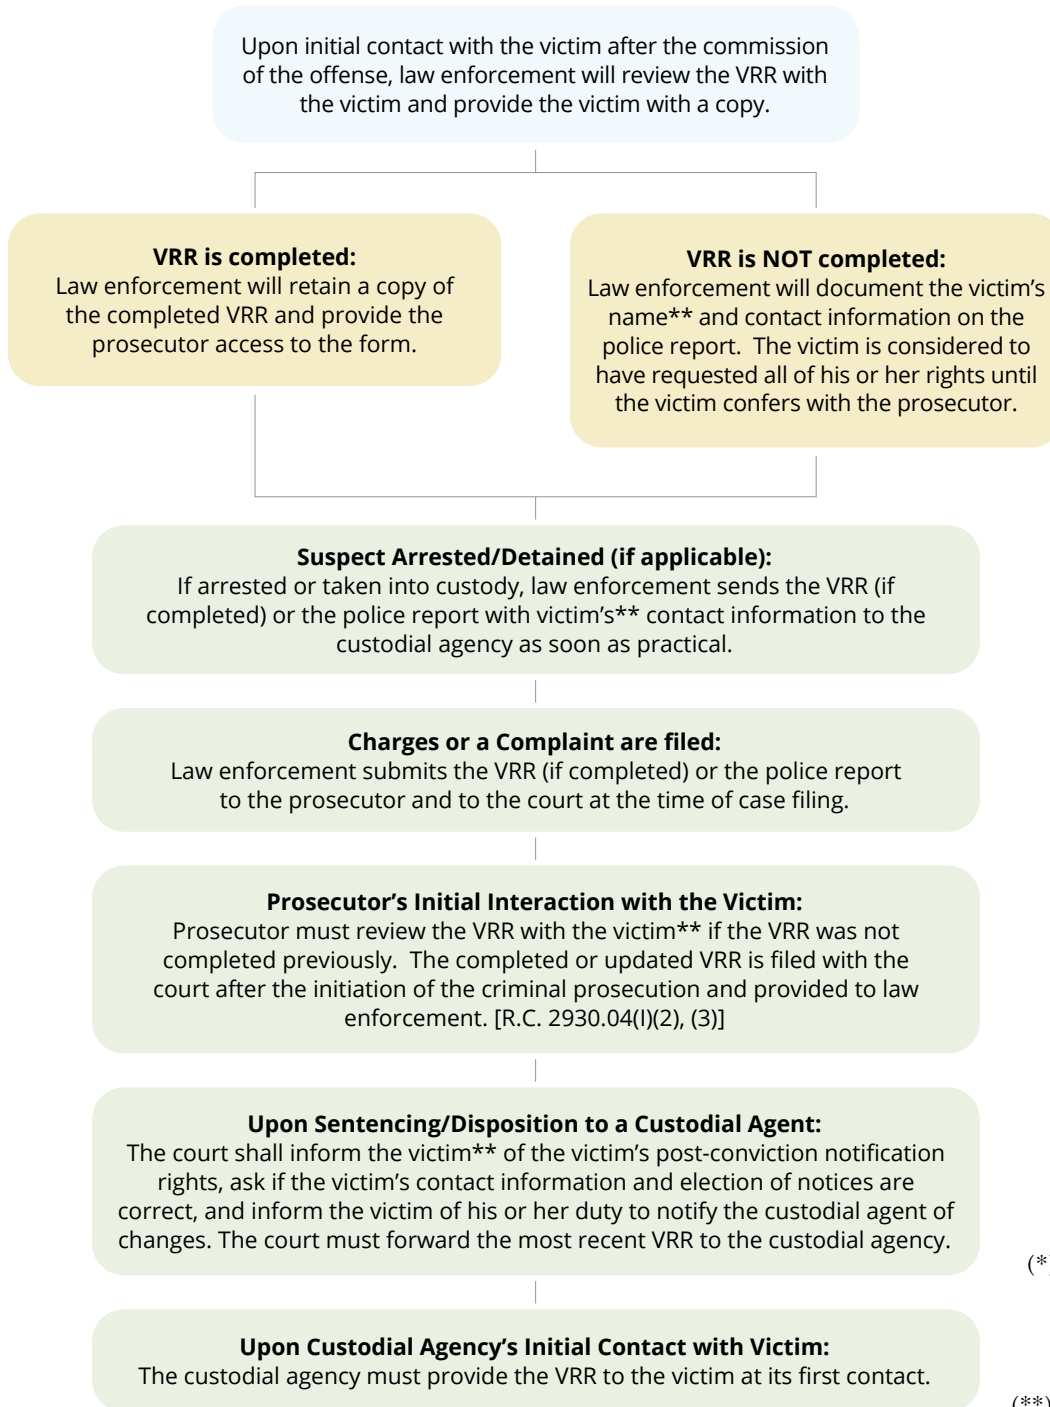 Upon initial contact with the victim after the commission
of the offense, law enforcement will review the VRR with
the victim and provide the victim with a copy.
VRR is completed:
Law enforcement will retain a copy of
the completed VRR and provide the
prosecutor access to the form.
VRR is NOT completed:
Law enforcement will document the victim’s
name** and contact information on the
police report.  The victim is considered to
have requested all of his or her rights until
the victim confers with the prosecutor.
Suspect Arrested/Detained (if applicable):
If arrested or taken into custody, law enforcement sends the VRR (if
completed) or the police report with victim’s** contact information to the
custodial agency as soon as practical.
Charges or a Complaint are filed:
Law enforcement submits the VRR (if completed) or the police report
to the prosecutor and to the court at the time of case filing.
Prosecutor’s Initial Interaction with the Victim:
Prosecutor must review the VRR with the victim** if the VRR was not
completed previously.  The completed or updated VRR is filed with the
court after the initiation of the criminal prosecution and provided to law
enforcement. [R.C. 2930.04(I)(2), (3)]
Upon Sentencing/Disposition to a Custodial Agent:
The court shall inform the victim** of the victim’s post-conviction notification
rights, ask if the victim’s contact information and election of notices are
correct, and inform the victim of his or her duty to notify the custodial agent of
changes. The court must forward the most recent VRR to the custodial agency.
(*)
Upon Custodial Agency’s Initial Contact with Victim:
The custodial agency must provide the VRR to the victim at its first contact.
(**)